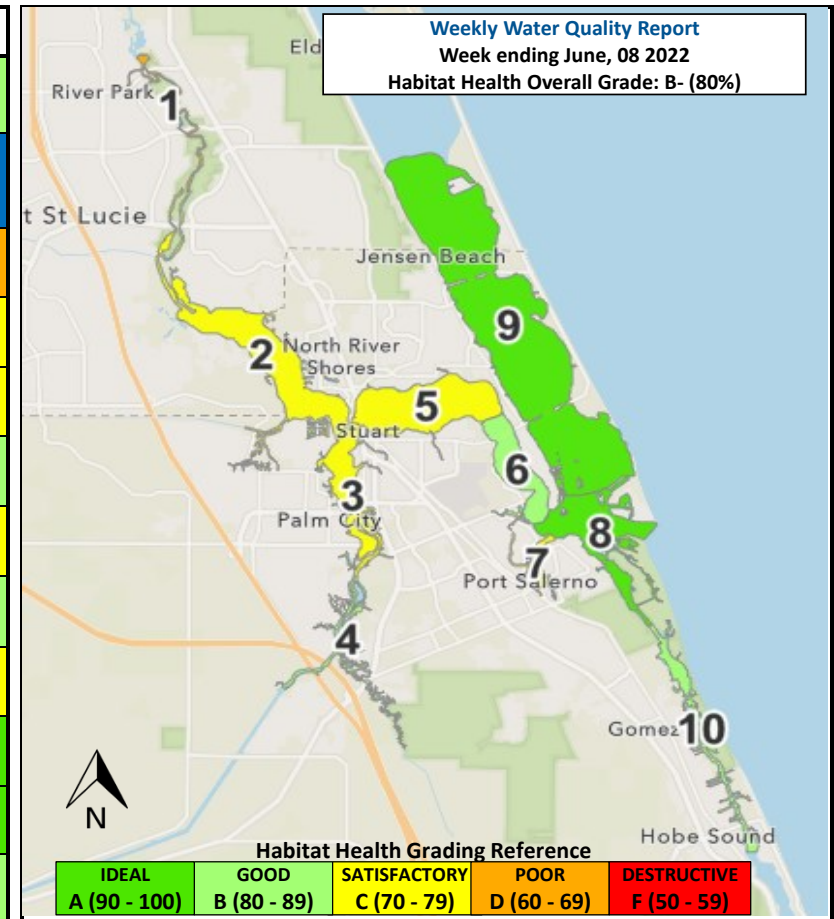 Weekly Water Quality Report
Week ending June, 08 2022
Habitat Health Overall Grade: B- (80%)
Eld
River Park
1
t St Lucie
Jensen Beach
9
2
North River
Shores
5
Stuart
6
3
Palm City
8
7
Port Salerno
4
Gomez
10
N
Hobe Sound
Habitat Health Grading Reference
IDEAL
A (90 - 100)
GOOD
B (80 - 89)
SATISFACTORY
C (70 - 79)
POOR
D (60 - 69)
DESTRUCTIVE
F (50 - 59)